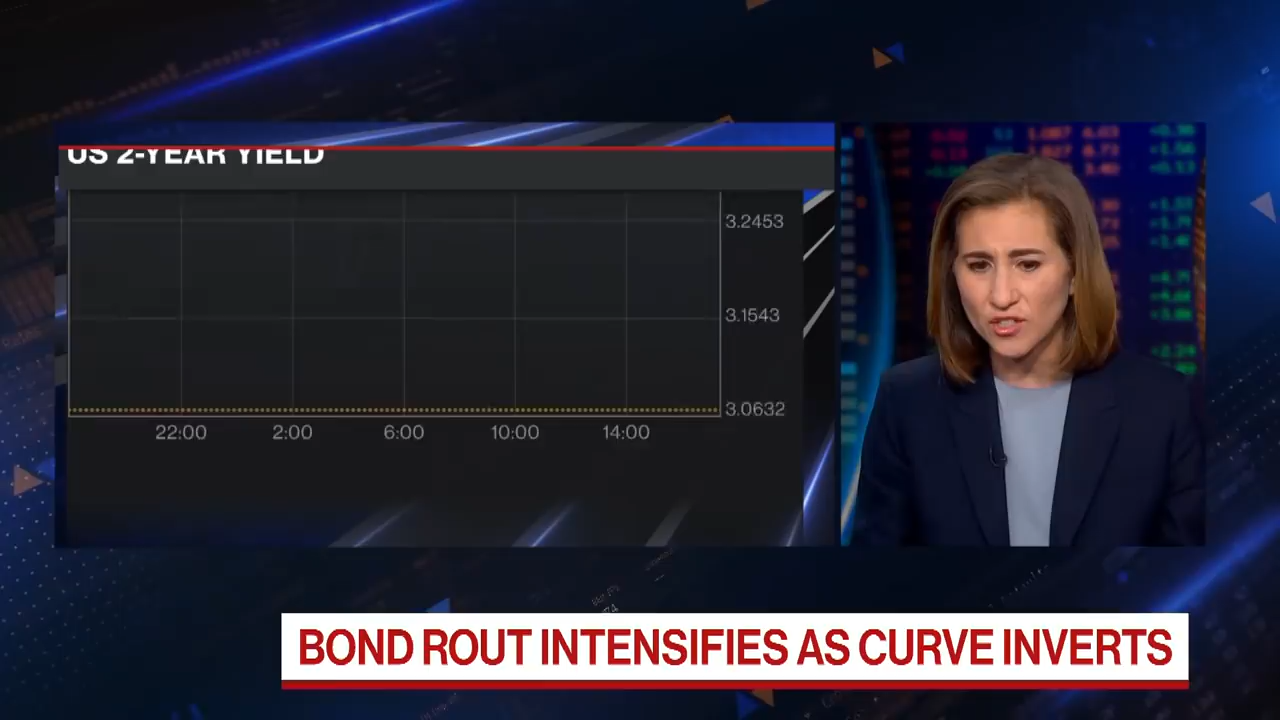 US 2-YEAR YIELD
3.2453
3.1543
3.0632
22:00 2:00 6:00 10:00 14:00
BOND ROUT INTENSIFIES AS CURVE INVERTS